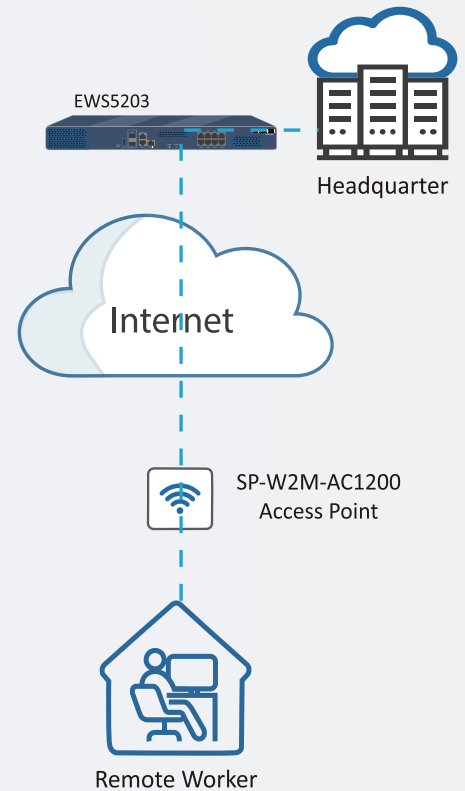 EWS5203
Headquarter
Internet
SP-W2M-AC1200
Access Point
Remote Worker